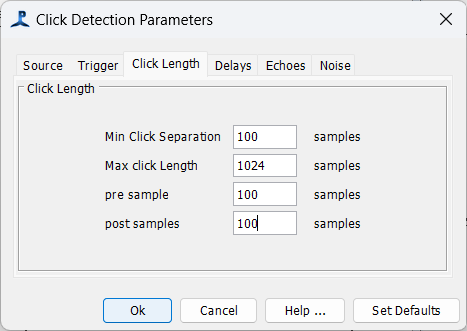 Click Detection Parameters
Source Trigger Click Length Delays Echoes Noise
Click Length
Min Click Separation 100 samples
Max click Length 1024 samples
pre sample 100 samples
post samples 100 samples
Ok Cancel Help ... Set Defaults